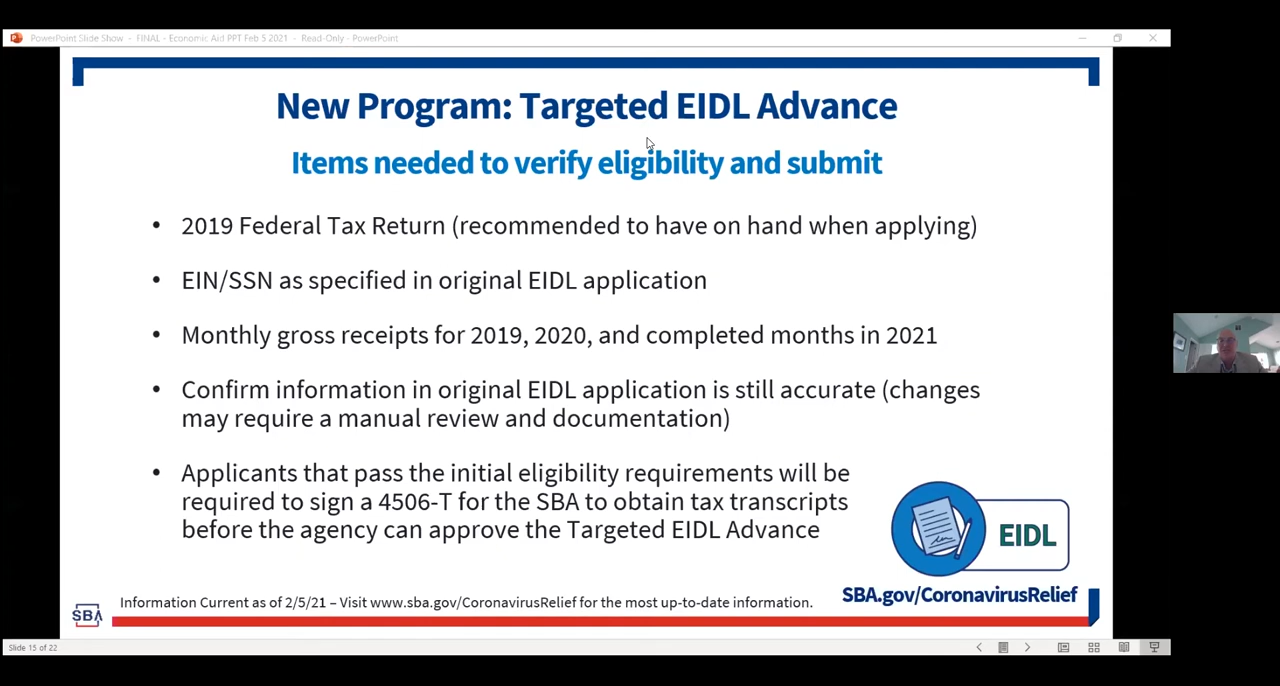 PowerPoint Slide Show - FINAL - Economic Aid PPT Feb 5 2021 - Read-Only - PowerPoint
New Program: Targeted EIDL Advance
Items needed to verify eligibility and submit
• 2019 Federal Tax Return (recommended to have on hand when applying)
• EIN/SSN as specified in original EIDL application
• Monthly gross receipts for 2019, 2020, and completed months in 2021
• Confirm information in original EIDL application is still accurate (changes
may require a manual review and documentation)
• Applicants that pass the initial eligibility requirements will be
required to sign a 4506-T for the SBA to obtain tax transcripts
before the agency can approve the Targeted EIDL Advance
EIDL
SBA.gov/CoronavirusRelief
Information Current as of 2/5/21 – Visit www.sba.gov/CoronavirusRelief for the most up-to-date information.
SBA
Slide 15 of 22